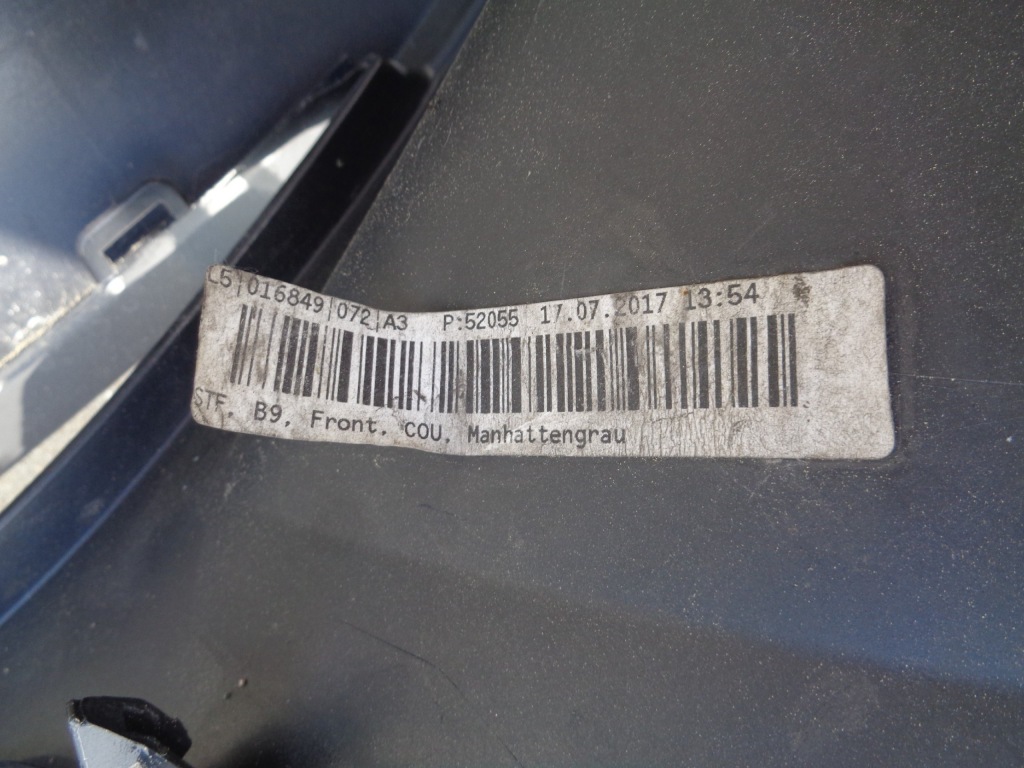 L5|016849|072|A3 P:52055 17.07.2017 13:54
STF, B9, Front, COU, Manhattengrau